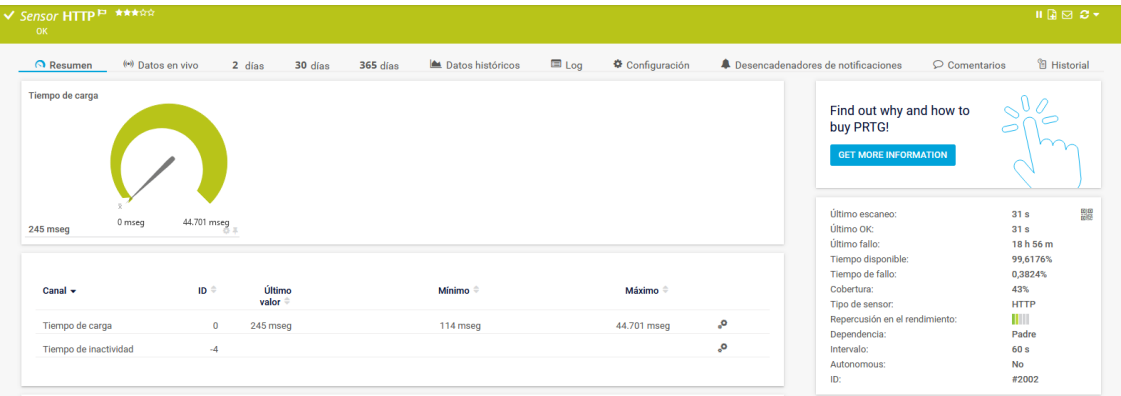 Sensor HTTP
OK
Resumen
Datos en vivo
2 días
30 días
365 días
Datos históricos
Log
Configuración
Desencadenadores de notificaciones
Comentarios
Historial
Tiempo de carga
0 mseg
44.701 mseg
245 mseg
Find out why and how to
buy PRTG!
GET MORE INFORMATION
Canal ID Último valor Mínimo Máximo
Tiempo de carga 0 245 mseg 114 mseg 44.701 mseg
Tiempo de inactividad -4
Último escaneo: 31 s
Último OK: 31 s
Último fallo: 18 h 56 m
Tiempo disponible: 99,6176%
Tiempo de fallo: 0,3824%
Cobertura: 43%
Tipo de sensor: HTTP
Repercusión en el rendimiento:
Dependencia: Padre
Intervalo: 60 s
Autonomous: No
ID: #2002